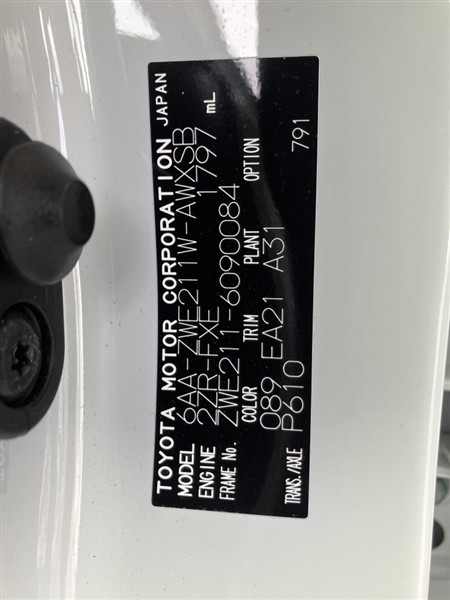 TOYOTA MOTOR CORPORATION JAPAN
MODEL 6AA-ZWE211W-AWXSB
ENGINE 2ZR-FXE 1797 mL
FRAME No. ZWE211-6090084
COLOR TRIM PLANT OPTION
089 EA21 A31
TRANS./AXLE P610 791